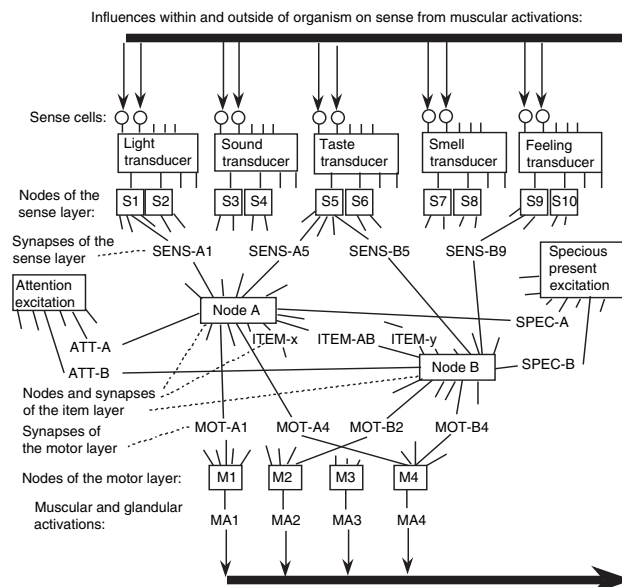 Influences within and outside of organism on sense from muscular activations:
Sense cells:
Light transducer
Sound transducer
Taste transducer
Smell transducer
Feeling transducer
Nodes of the
sense layer:
S1 S2 S3 S4 S5 S6 S7 S8 S9 S10
Synapses of the
sense layer
SENS-A1 SENS-A5 SENS-B5 SENS-B9
Specious
present
excitation
Attention
excitation
Node A
SPEC-A
ATT-A
ITEM-x ITEM-AB ITEM-y
SPEC-B
ATT-B
Node B
Nodes and synapses
of the item layer
Synapses of
the motor layer
MOT-A1 MOT-A4 MOT-B2 MOT-B4
Nodes of the motor layer:
M1 M2 M3 M4
Muscular and glandular
activations:
MA1 MA2 MA3 MA4